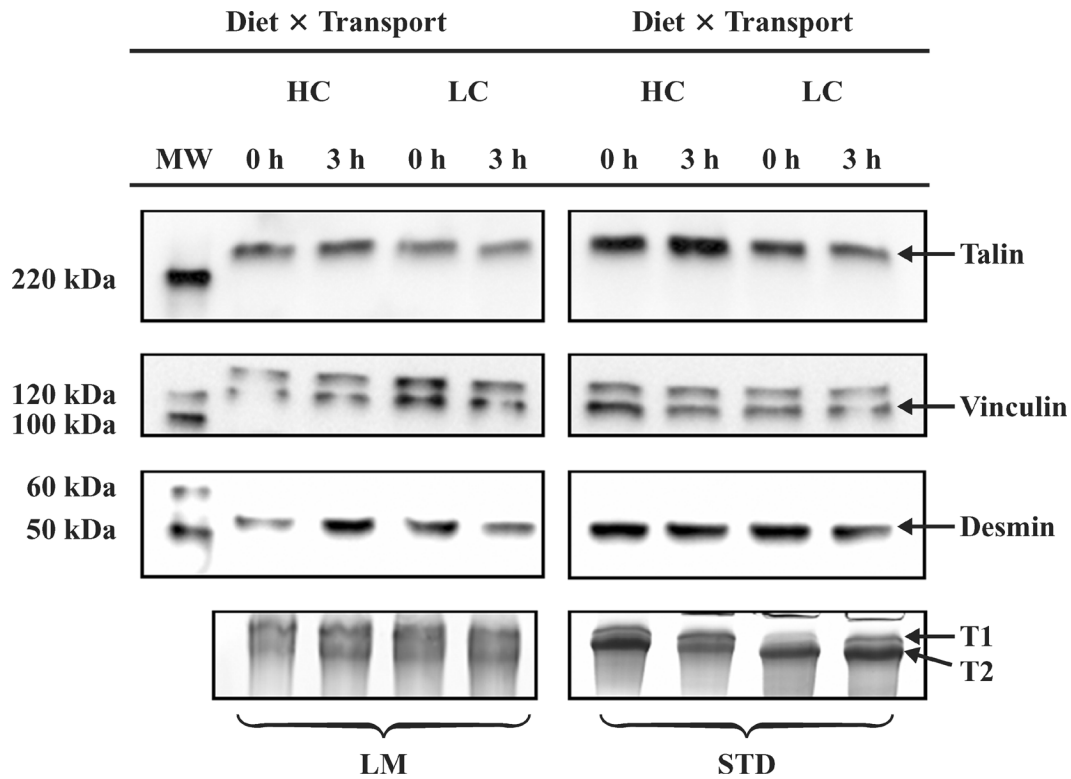 Diet × Transport Diet × Transport
HC LC HC LC
MW 0 h 3 h 0 h 3 h 0 h 3 h 0 h 3 h
Talin
220 kDa
120 kDa
Vinculin
100 kDa
60 kDa
50 kDa Desmin
T1
T2
LM STD